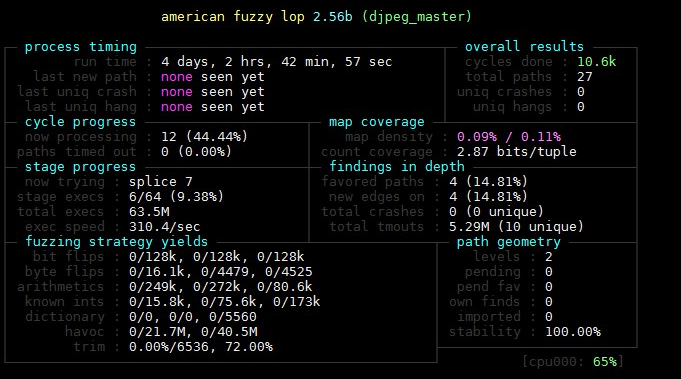 american fuzzy lop 2.56b (djpeg_master)
process timing overall results
run time : 4 days, 2 hrs, 42 min, 57 sec cycles done : 10.6k
last new path : none seen yet total paths : 27
last uniq crash : none seen yet uniq crashes : 0
last uniq hang : none seen yet uniq hangs : 0
cycle progress map coverage
now processing : 12 (44.44%) map density : 0.09% / 0.11%
paths timed out : 0 (0.00%) count coverage : 2.87 bits/tuple
stage progress findings in depth
now trying : splice 7 favored paths : 4 (14.81%)
stage execs : 6/64 (9.38%) new edges on : 4 (14.81%)
total execs : 63.5M total crashes : 0 (0 unique)
exec speed : 310.4/sec total tmouts : 5.29M (10 unique)
fuzzing strategy yields path geometry
bit flips : 0/128k, 0/128k, 0/128k levels : 2
byte flips : 0/16.1k, 0/4479, 0/4525 pending : 0
arithmetics : 0/249k, 0/272k, 0/80.6k pend fav : 0
known ints : 0/15.8k, 0/75.6k, 0/173k own finds : 0
dictionary : 0/0, 0/0, 0/5560 imported : 0
havoc : 0/21.7M, 0/40.5M stability : 100.00%
trim : 0.00%/6536, 72.00%
[cpu000: 65%]